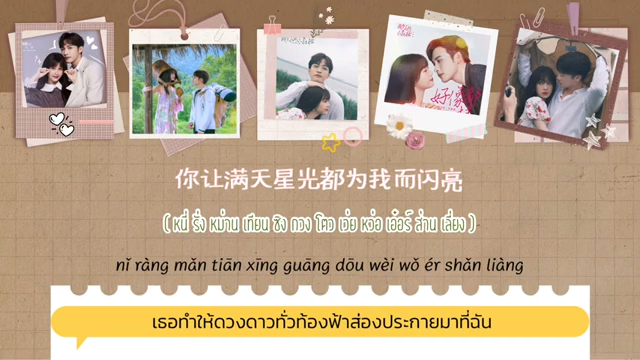 你让满天星光都为我而闪亮
( หนี่ รั่ง หม่าน เทียน ชิง กวง โตว เว่ย หว่อ เอ๋อร์ ส่าน เลี่ยง )
nǐ ràng mǎn tiān xīng guāng dōu wèi wǒ ér shǎn liàng
เธอทำให้ดวงดาวทั่วท้องฟ้าส่องประกายมาที่ฉัน